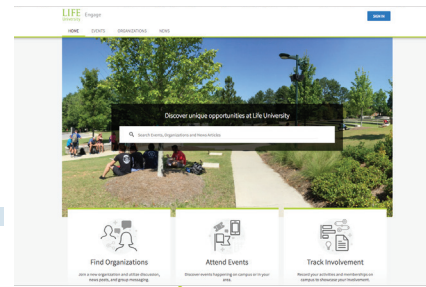 LIFE Engage
University
SIGN IN
HOME EVENTS ORGANIZATIONS NEWS
Discover unique opportunities at Life University
Search Events, Organizations and News Articles
Find Organizations
Join a new organization and utilize discussion,
news posts, and group messaging.
Attend Events
Discover events happening on campus or in your
area.
Track Involvement
Record your activities and memberships on
campus to showcase your involvement.